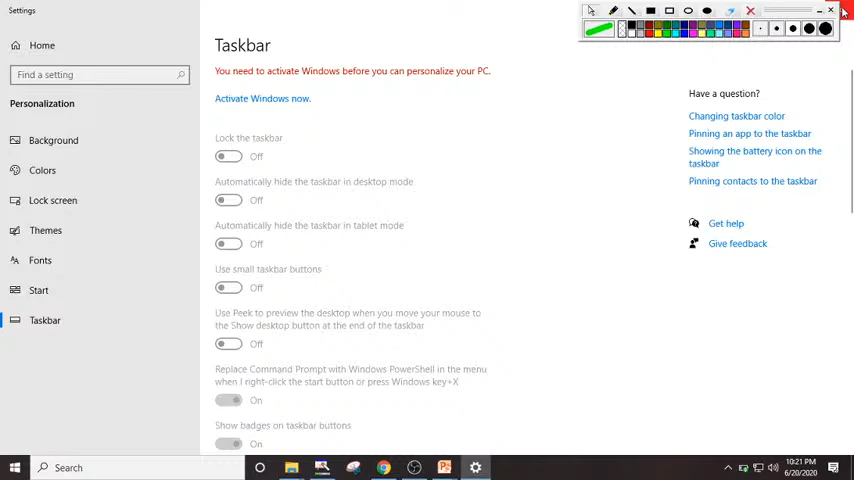 Settings
Home
Find a setting
Personalization
Background
Colors
Lock screen
Themes
Fonts
Start
Taskbar
Taskbar
You need to activate Windows before you can personalize your PC.
Activate Windows now.
Lock the taskbar
Off
Automatically hide the taskbar in desktop mode
Off
Automatically hide the taskbar in tablet mode
Off
Use small taskbar buttons
Off
Use Peek to preview the desktop when you move your mouse to
the Show desktop button at the end of the taskbar
Off
Replace Command Prompt with Windows PowerShell in the menu
when I right-click the start button or press Windows key+X
On
Show badges on taskbar buttons
On
Have a question?
Changing taskbar color
Pinning an app to the taskbar
Showing the battery icon on the
taskbar
Pinning contacts to the taskbar
Get help
Give feedback
Search
10:21 PM
6/20/2020